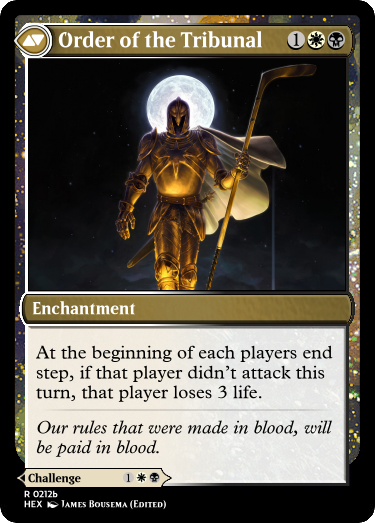 Order of the Tribunal 1
Enchantment
At the beginning of each players end
step, if that player didn't attack this
turn, that player loses 3 life.
Our rules that were made in blood, will
be paid in blood.
Challenge 1
R 0212b
HEX James Bousema (Edited)